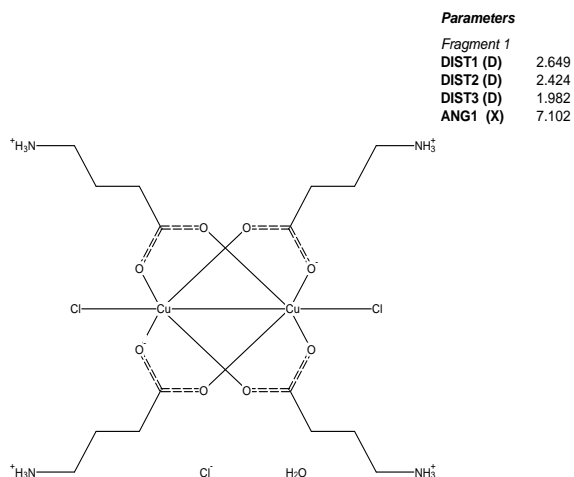 Parameters
Fragment 1
DIST1 (D) 2.649
DIST2 (D) 2.424
DIST3 (D) 1.982
ANG1 (X) 7.102
⁺H₃N NH₃⁺
O O
O⁻ O⁻
Cl Cu Cu Cl
O⁻ O
O O
⁺H₃N Cl⁻ H₂O NH₃⁺